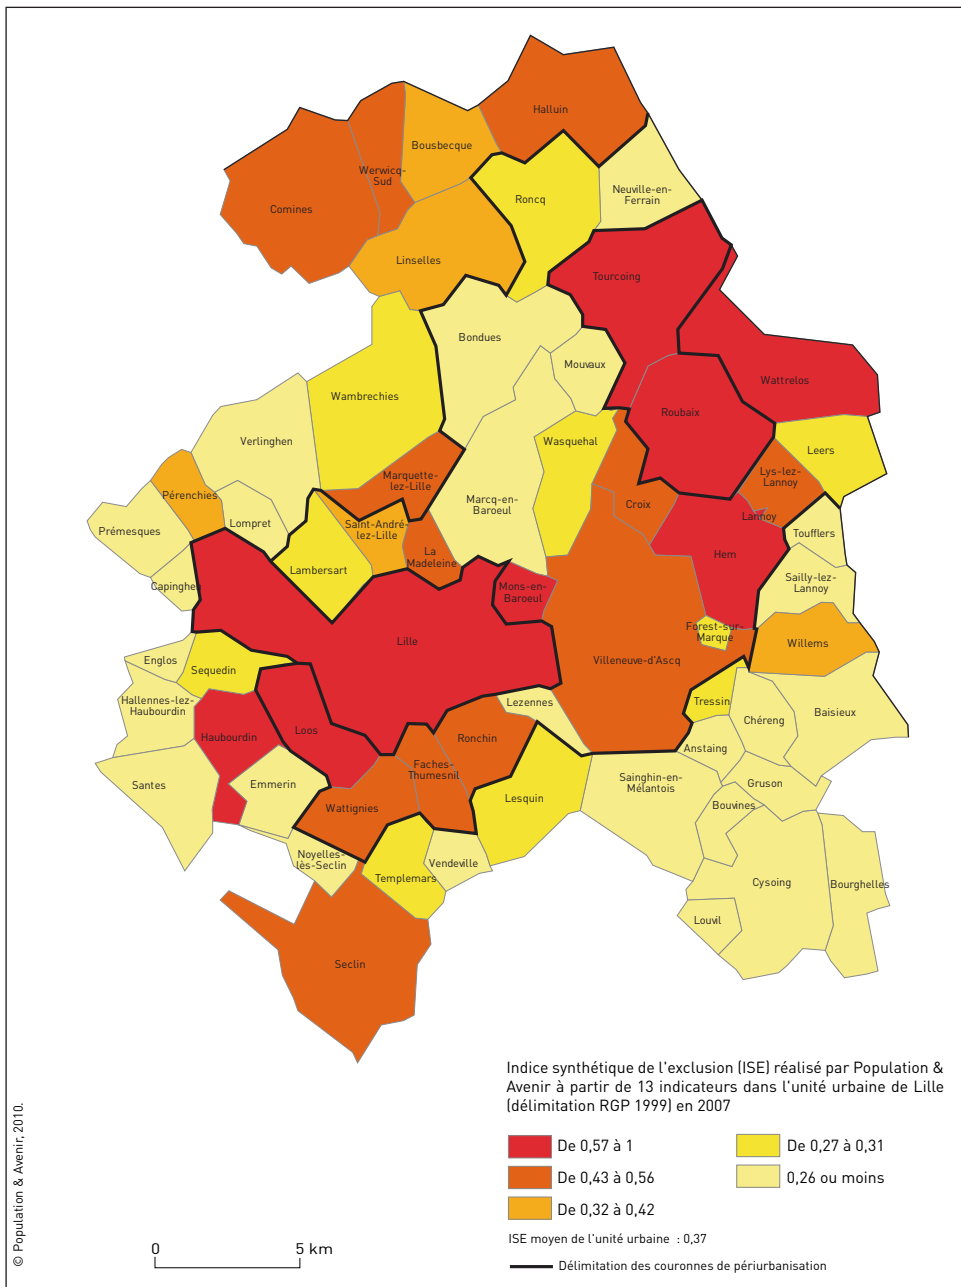 Halluin
Bousbecque
Werwicq-
Sud
Comines
Roncq
Neuville-en-
Ferrain
Linselles
Tourcoing
Bondues
Mouvaux
Wattrelos
Wambrechies
Roubaix
Verlinghen
Wasquehal
Leers
Marquette-
lez-Lille
Lys-lez-
Lannoy
Pérenchies
Marcq-en-
Baroeul
Croix
Lannoy
Prémesques
Lompret
Saint-André-
lez-Lille
Toufflers
La
Madeleine
Hem
Lambersart
Capinghem
Mons-en-
Baroeul
Sailly-lez-
Lannoy
Forest-sur-
Marque
Lille
Willems
Englos
Sequedin
Villeneuve-d'Ascq
Hallennes-lez-
Haubourdin
Lezennes
Tressin
Baisieux
Chéreng
Haubourdin
Loos
Ronchin
Anstaing
Faches-
Thumesnil
Santes
Emmerin
Sainghin-en-
Mélantois
Gruson
Wattignies
Lesquin
Bouvines
Noyelles-
lès-Seclin
Vendeville
Templemars
Cysoing
Bourghelles
Louvil
Seclin
Indice synthétique de l'exclusion (ISE) réalisé par Population &
Avenir à partir de 13 indicateurs dans l'unité urbaine de Lille
(délimitation RGP 1999) en 2007
De 0,57 à 1
De 0,43 à 0,56
De 0,32 à 0,42
De 0,27 à 0,31
0,26 ou moins
ISE moyen de l'unité urbaine : 0,37
Délimitation des couronnes de périurbanisation
0 5 km
© Population & Avenir, 2010.